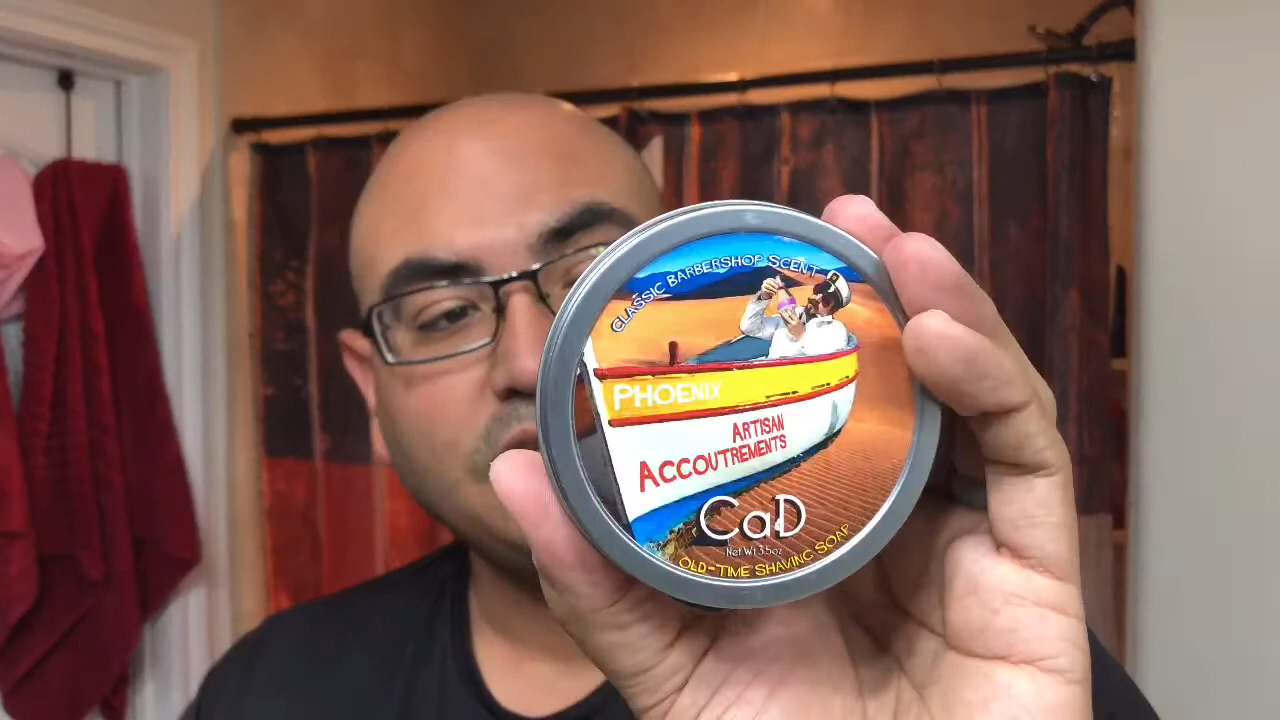 CLASSIC BARBERSHOP SCENT
PHOENIX
ARTISAN
ACCOUTREMENTS
CaD
Net Wt 3.5oz
OLD-TIME SHAVING SOAP